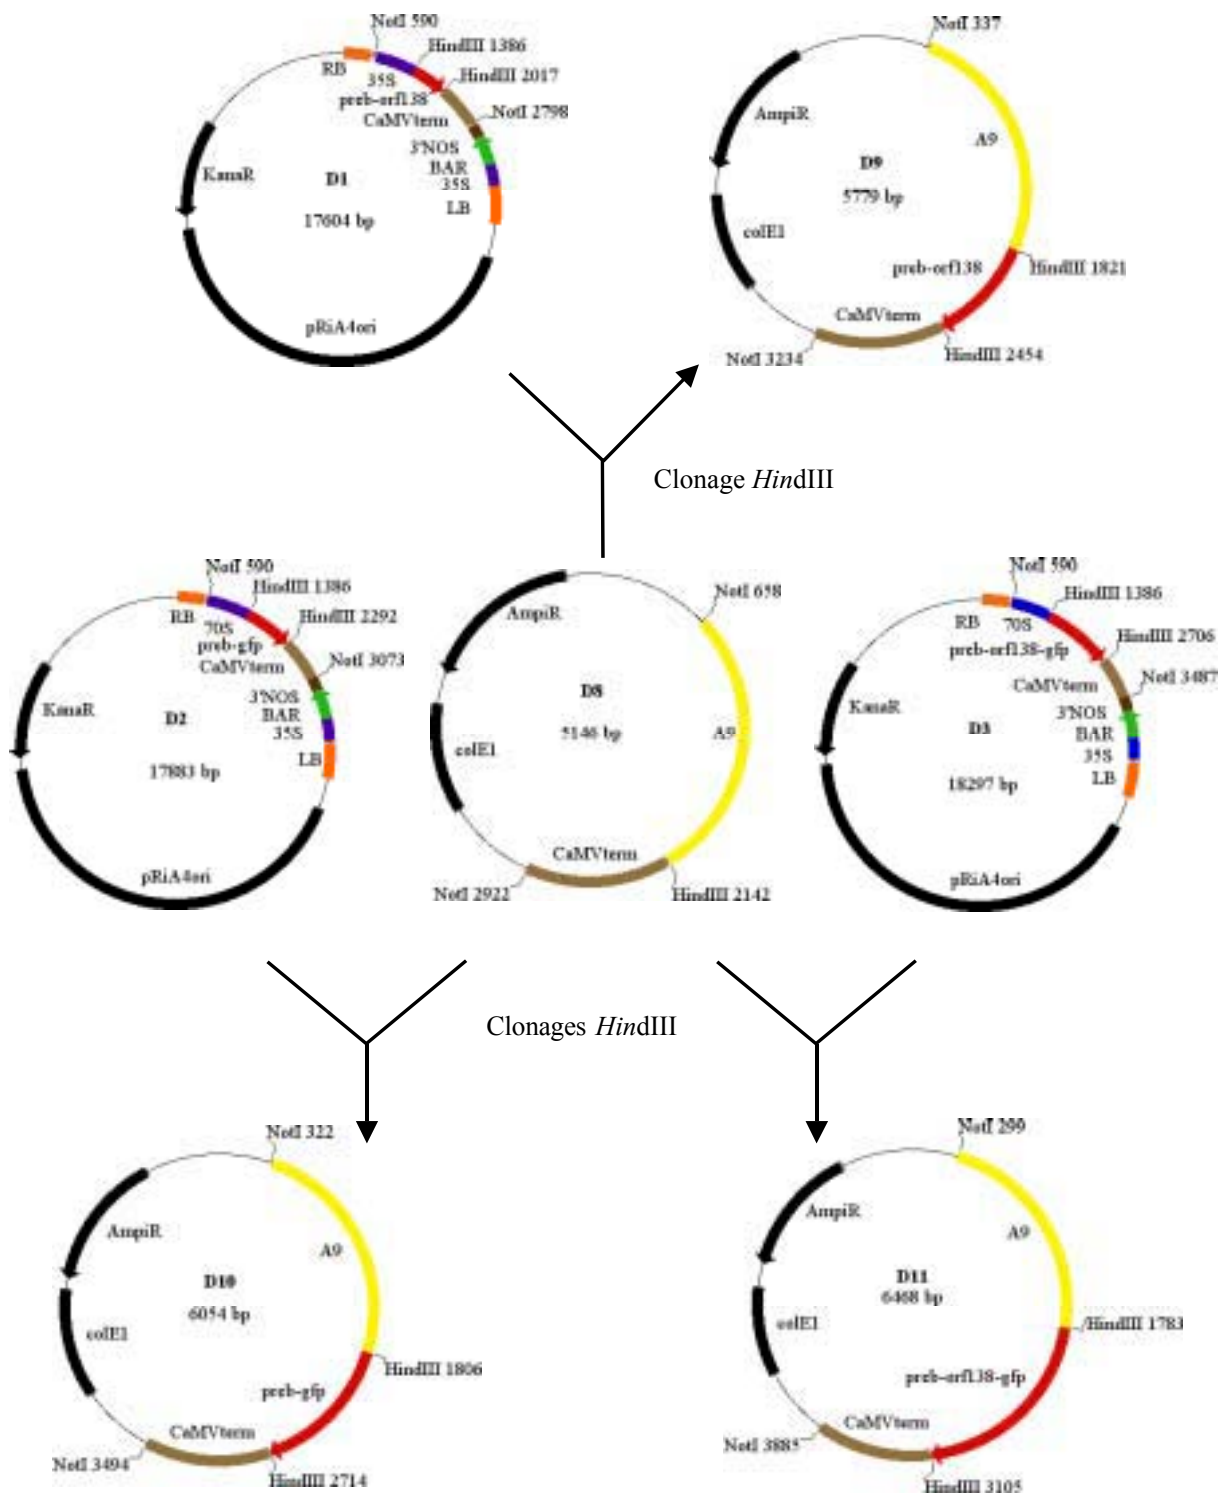 NotI 590
HindIII 1386
RB
35S
HindIII 2017
preb-orf138
CaMVterm
NotI 2798
3'NOS
BAR
35S
LB
KanaR
D1
17604 bp
pRiA4ori
NotI 337
AmpiR
A9
D9
5779 bp
colE1
preb-orf138
HindIII 1821
CaMVterm
NotI 3234
HindIII 2454
Clonage HindIII
NotI 590
HindIII 1386
RB
70S
HindIII 2292
preb-gfp
CaMVterm
NotI 3073
3'NOS
BAR
35S
LB
KanaR
D2
17883 bp
pRiA4ori
NotI 658
AmpiR
D8
5146 bp
A9
colE1
CaMVterm
NotI 2922
HindIII 2142
NotI 590
HindIII 1386
RB
70S
HindIII 2706
preb-orf138-gfp
CaMVterm
NotI 3487
3'NOS
BAR
35S
LB
KanaR
D3
18297 bp
pRiA4ori
Clonages HindIII
NotI 322
AmpiR
A9
D10
6054 bp
colE1
HindIII 1806
preb-gfp
CaMVterm
NotI 3494
HindIII 2714
NotI 299
AmpiR
A9
D11
6468 bp
colE1
HindIII 1783
preb-orf138-gfp
CaMVterm
NotI 3885
HindIII 3105